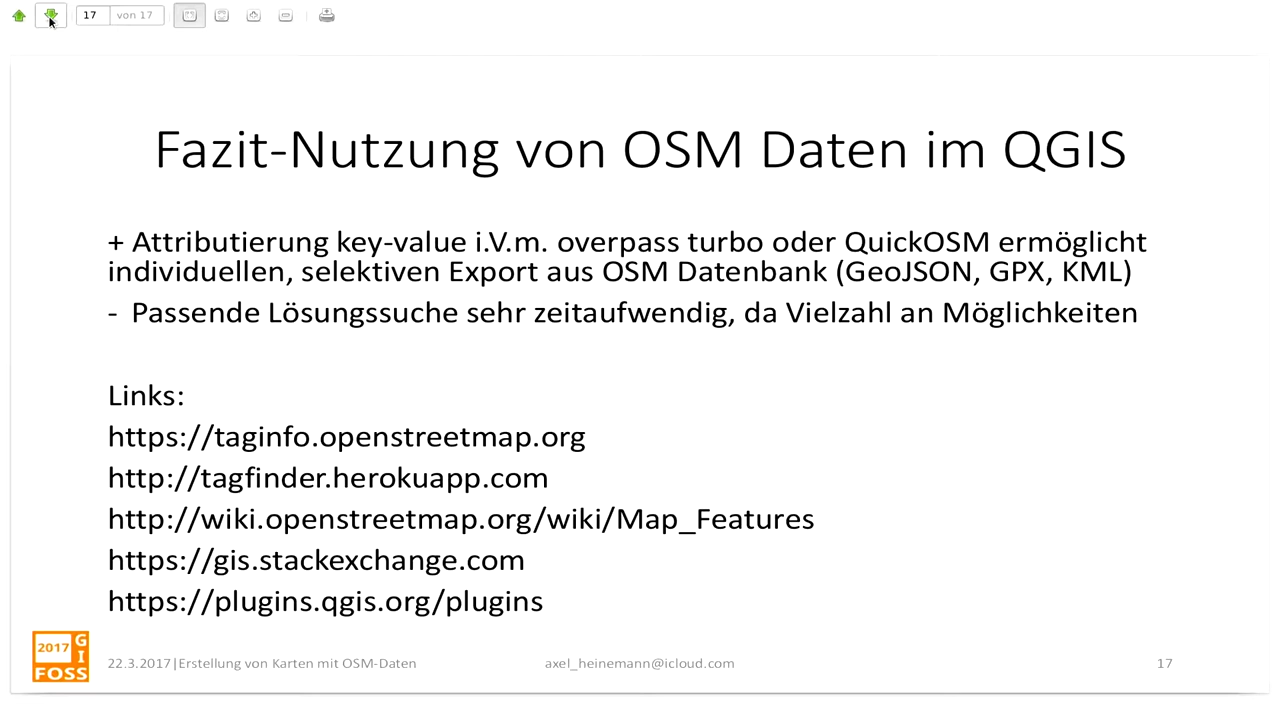 17 von 17
Fazit-Nutzung von OSM Daten im QGIS
+ Attributierung key-value i.V.m. overpass turbo oder QuickOSM ermöglicht
individuellen, selektiven Export aus OSM Datenbank (GeoJSON, GPX, KML)
- Passende Lösungssuche sehr zeitaufwendig, da Vielzahl an Möglichkeiten
Links:
https://taginfo.openstreetmap.org
http://tagfinder.herokuapp.com
http://wiki.openstreetmap.org/wiki/Map_Features
https://gis.stackexchange.com
https://plugins.qgis.org/plugins
2017 GI
FOSS
22.3.2017|Erstellung von Karten mit OSM-Daten axel_heinemann@icloud.com 17